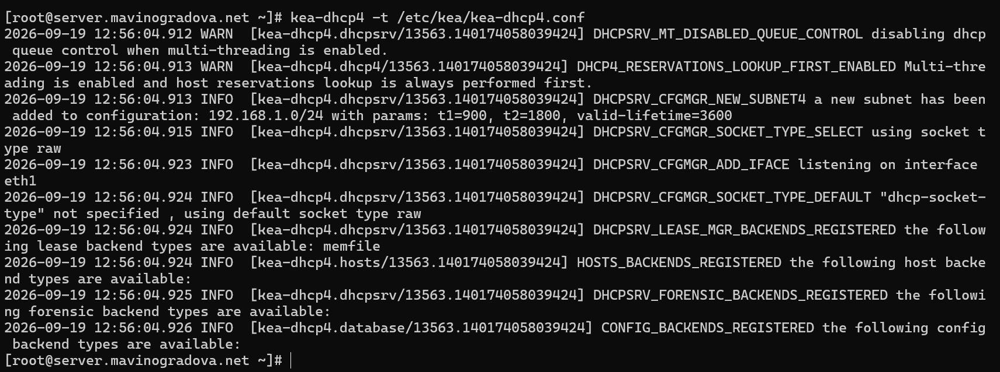 [root@server.mavinogradova.net ~]# kea-dhcp4 -t /etc/kea/kea-dhcp4.conf
2026-09-19 12:56:04.912 WARN  [kea-dhcp4.dhcpsrv/13563.140174058039424] DHCPSRV_MT_DISABLED_QUEUE_CONTROL disabling dhcp
 queue control when multi-threading is enabled.
2026-09-19 12:56:04.913 WARN  [kea-dhcp4.dhcp4/13563.140174058039424] DHCP4_RESERVATIONS_LOOKUP_FIRST_ENABLED Multi-thre
ading is enabled and host reservations lookup is always performed first.
2026-09-19 12:56:04.913 INFO  [kea-dhcp4.dhcpsrv/13563.140174058039424] DHCPSRV_CFGMGR_NEW_SUBNET4 a new subnet has been
 added to configuration: 192.168.1.0/24 with params: t1=900, t2=1800, valid-lifetime=3600
2026-09-19 12:56:04.915 INFO  [kea-dhcp4.dhcpsrv/13563.140174058039424] DHCPSRV_CFGMGR_SOCKET_TYPE_SELECT using socket t
ype raw
2026-09-19 12:56:04.923 INFO  [kea-dhcp4.dhcpsrv/13563.140174058039424] DHCPSRV_CFGMGR_ADD_IFACE listening on interface
eth1
2026-09-19 12:56:04.924 INFO  [kea-dhcp4.dhcpsrv/13563.140174058039424] DHCPSRV_CFGMGR_SOCKET_TYPE_DEFAULT "dhcp-socket-
type" not specified , using default socket type raw
2026-09-19 12:56:04.924 INFO  [kea-dhcp4.dhcpsrv/13563.140174058039424] DHCPSRV_LEASE_MGR_BACKENDS_REGISTERED the follow
ing lease backend types are available: memfile
2026-09-19 12:56:04.924 INFO  [kea-dhcp4.hosts/13563.140174058039424] HOSTS_BACKENDS_REGISTERED the following host backe
nd types are available:
2026-09-19 12:56:04.925 INFO  [kea-dhcp4.dhcpsrv/13563.140174058039424] DHCPSRV_FORENSIC_BACKENDS_REGISTERED the followi
ng forensic backend types are available:
2026-09-19 12:56:04.926 INFO  [kea-dhcp4.database/13563.140174058039424] CONFIG_BACKENDS_REGISTERED the following config
 backend types are available:
[root@server.mavinogradova.net ~]#